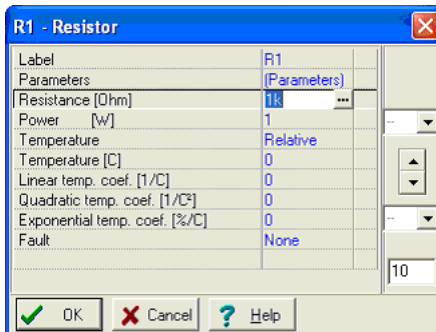 R1 - Resistor
Label R1
Parameters (Parameters)
Resistance [Ohm] 1k ...
Power [W] 1
Temperature Relative
Temperature [C] 0
Linear temp. coef. [1/C] 0
Quadratic temp. coef. [1/C²] 0
Exponential temp. coef. [%/C] 0
Fault None
--
--
10
OK Cancel ? Help